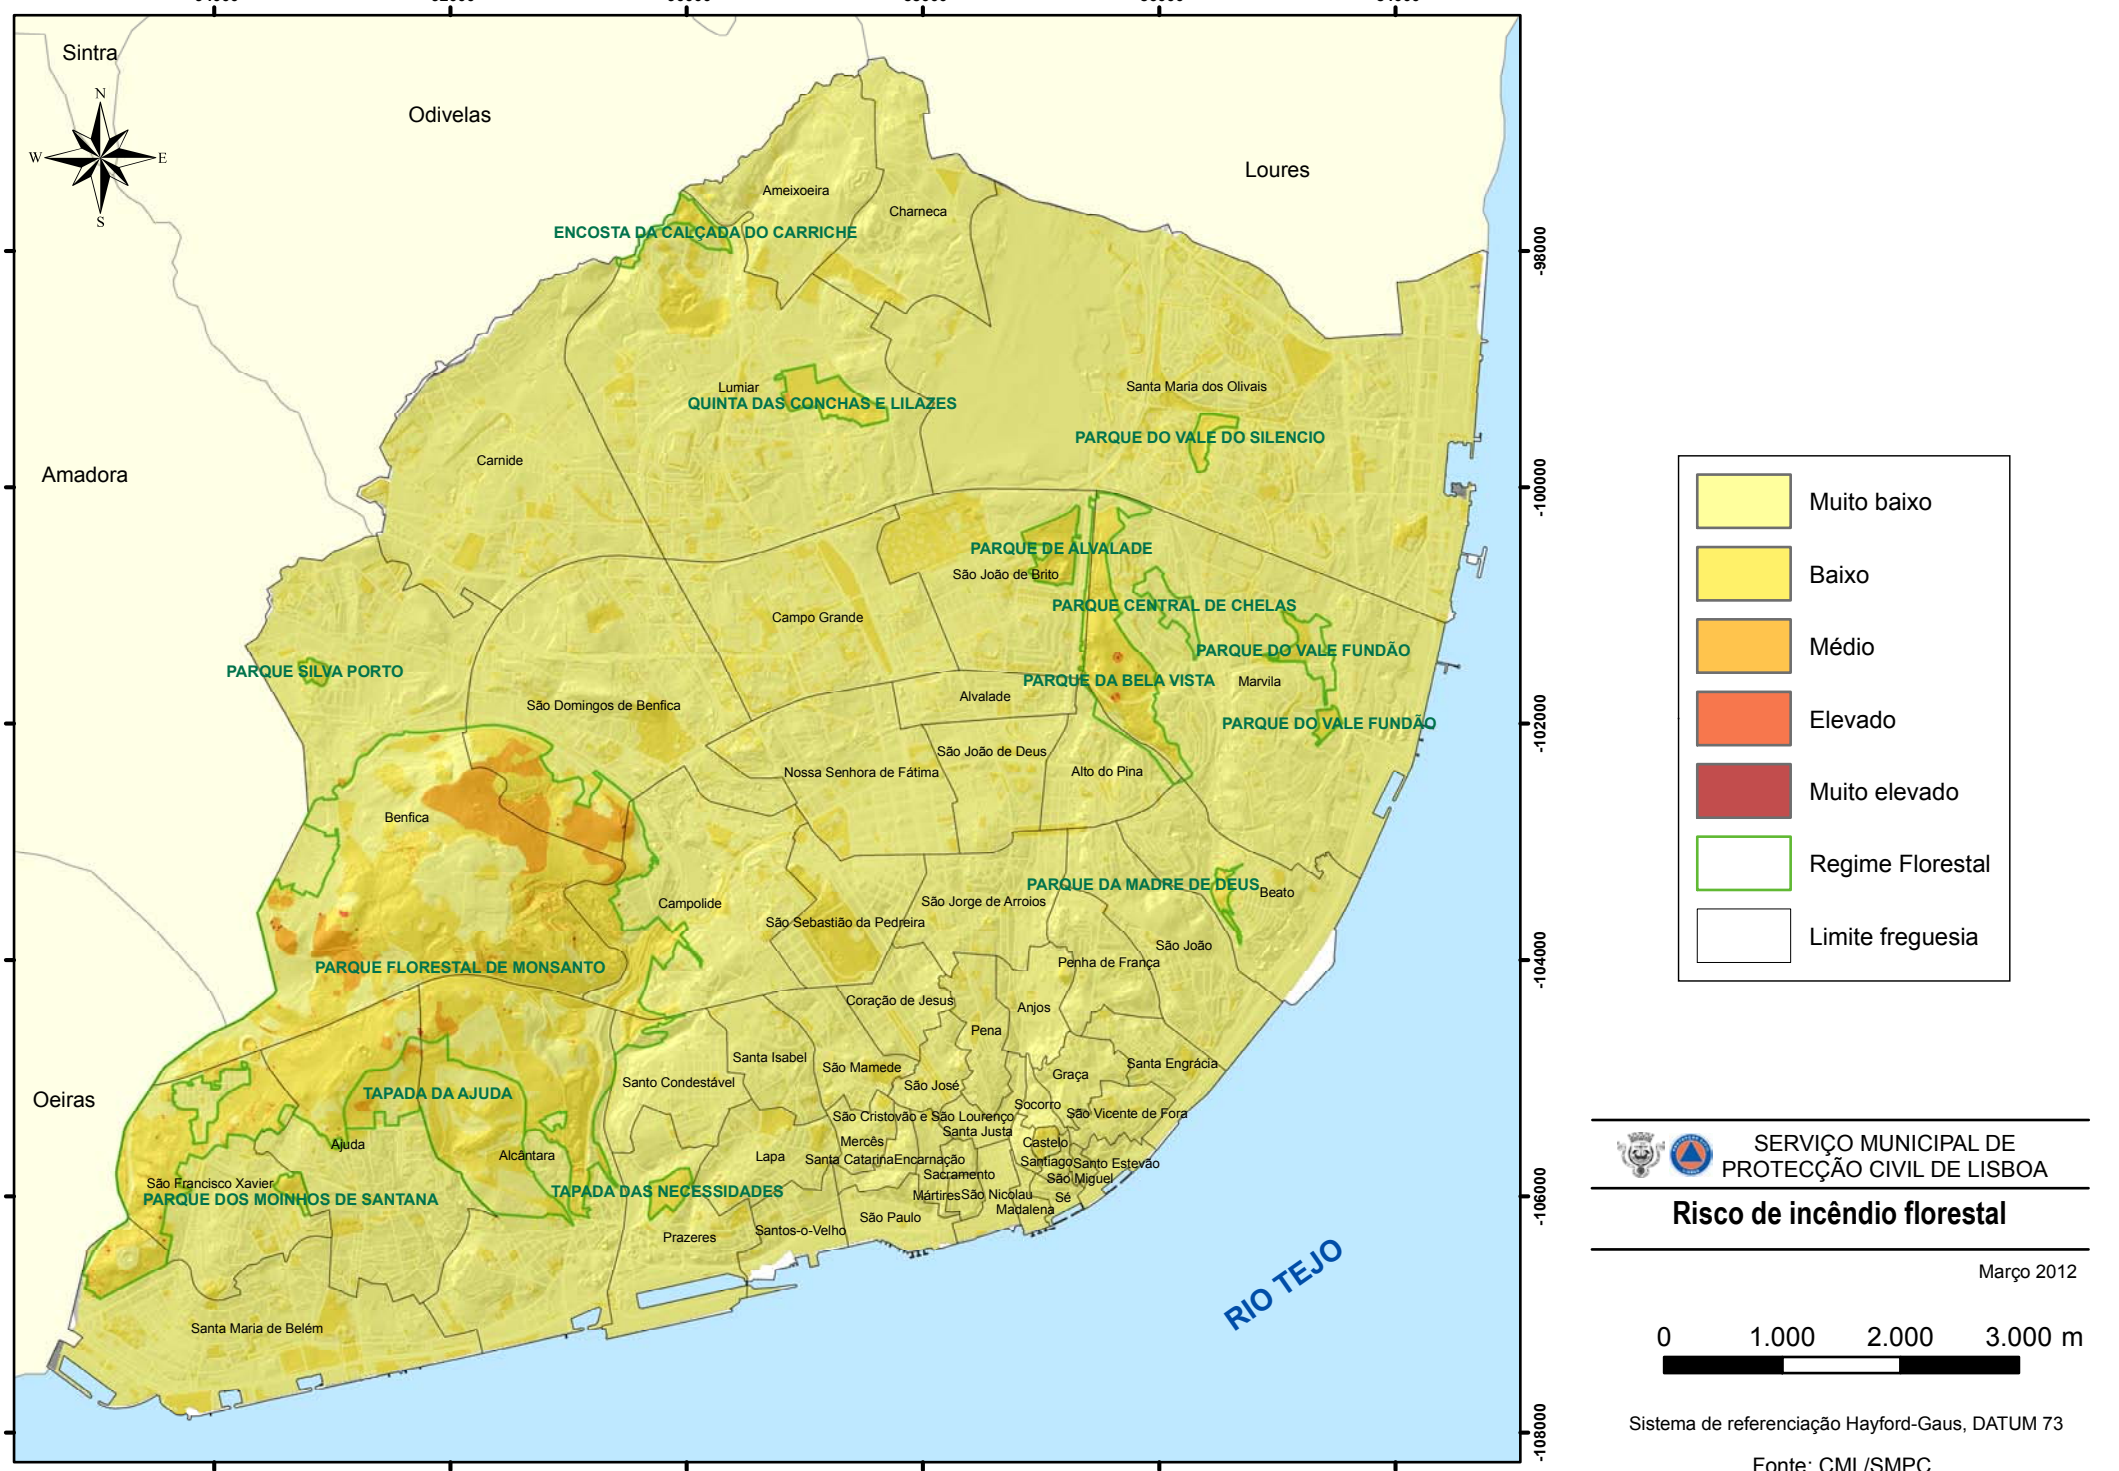 Sintra
N
W
E
S
Odivelas
Loures
Amadora
Oeiras
Ameixoeira
Charneca
ENCOSTA DA CALÇADA DO CARRICHE
Lumiar
QUINTA DAS CONCHAS E LILAZES
Santa Maria dos Olivais
PARQUE DO VALE DO SILENCIO
Carnide
PARQUE DE ALVALADE
São João de Brito
PARQUE CENTRAL DE CHELAS
Campo Grande
PARQUE DO VALE FUNDÃO
PARQUE SILVA PORTO
PARQUE DA BELA VISTA
Marvila
Alvalade
São Domingos de Benfica
PARQUE DO VALE FUNDÃO
São João de Deus
Nossa Senhora de Fátima
Alto do Pina
Benfica
PARQUE DA MADRE DE DEUS
Beato
Campolide
São Jorge de Arroios
São Sebastião da Pedreira
São João
Penha de França
PARQUE FLORESTAL DE MONSANTO
Coração de Jesus
Anjos
Pena
Santa Isabel
São Mamede
Santa Engrácia
Graça
Santo Condestável
São José
TAPADA DA AJUDA
Socorro
São Cristovão e São Lourenço
São Vicente de Fora
Santa Justa
Mercês
Castelo
Ajuda
Alcântara
Lapa
Santa Catarina
Encarnação
Santiago
Santo Estevão
Sacramento
São Miguel
São Francisco Xavier
PARQUE DOS MOINHOS DE SANTANA
TAPADA DAS NECESSIDADES
Mártires
São Nicolau
Sé
Madalena
São Paulo
Santos-o-Velho
Prazeres
Santa Maria de Belém
RIO TEJO
-98000
-100000
-102000
-104000
-106000
-108000
Muito baixo
Baixo
Médio
Elevado
Muito elevado
Regime Florestal
Limite freguesia
SERVIÇO MUNICIPAL DE
PROTECÇÃO CIVIL DE LISBOA
Risco de incêndio florestal
Março 2012
0 1.000 2.000 3.000 m
Sistema de referenciação Hayford-Gaus, DATUM 73
Fonte: CML/SMPC